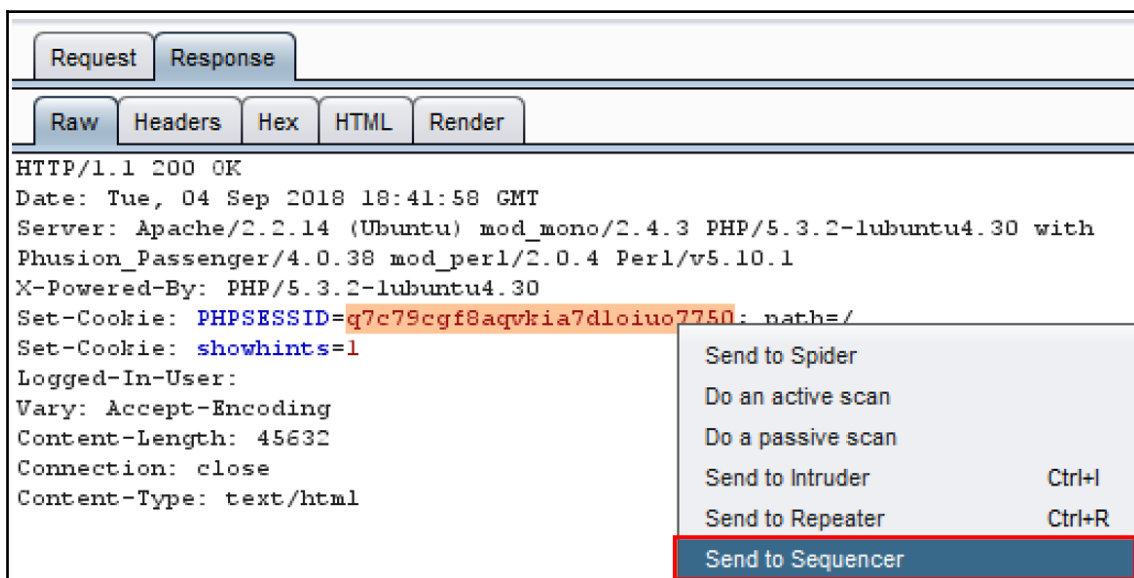 Request Response
Raw Headers Hex HTML Render
HTTP/1.1 200 OK
Date: Tue, 04 Sep 2018 18:41:58 GMT
Server: Apache/2.2.14 (Ubuntu) mod_mono/2.4.3 PHP/5.3.2-1ubuntu4.30 with
Phusion_Passenger/4.0.38 mod_perl/2.0.4 Perl/v5.10.1
X-Powered-By: PHP/5.3.2-1ubuntu4.30
Set-Cookie: PHPSESSID=q7c79cgf8aqvkia7dloiuo7750; path=/
Set-Cookie: showhints=1
Logged-In-User:
Vary: Accept-Encoding
Content-Length: 45632
Connection: close
Content-Type: text/html
Send to Spider
Do an active scan
Do a passive scan
Send to Intruder Ctrl+I
Send to Repeater Ctrl+R
Send to Sequencer